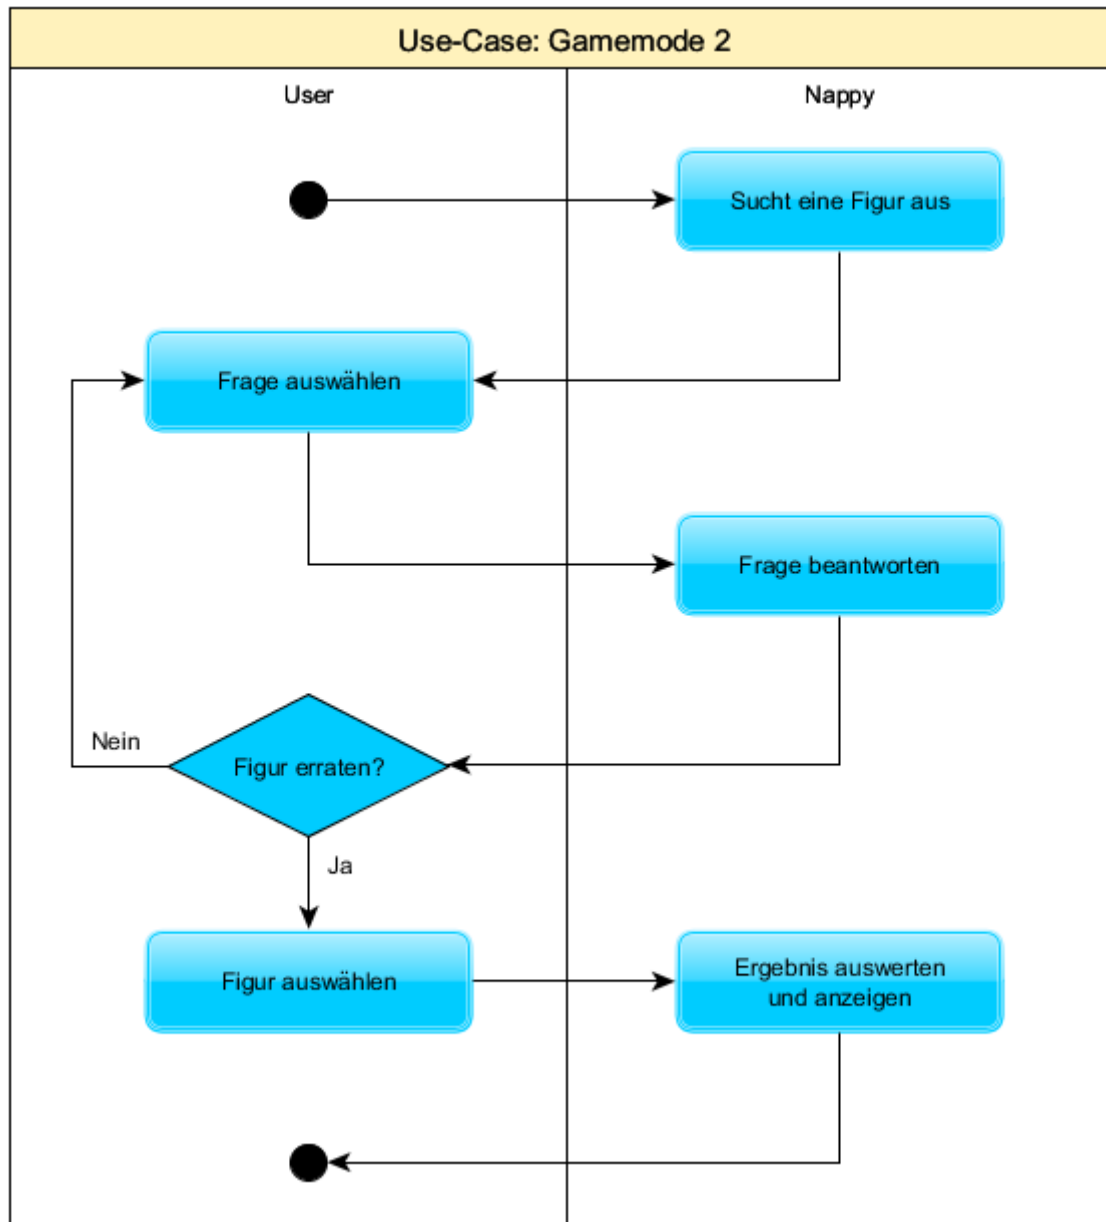 Use-Case: Gamemode 2
User
Nappy
Sucht eine Figur aus
Frage auswählen
Frage beantworten
Nein
Figur erraten?
Ja
Figur auswählen
Ergebnis auswerten
und anzeigen